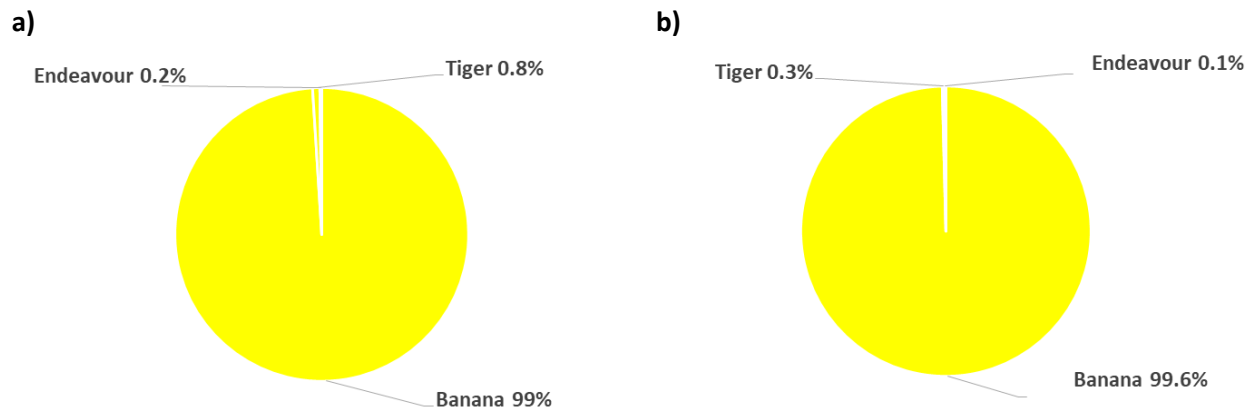 a)
Endeavour 0.2%
Tiger 0.8%
Banana 99%
b)
Tiger 0.3%
Endeavour 0.1%
Banana 99.6%